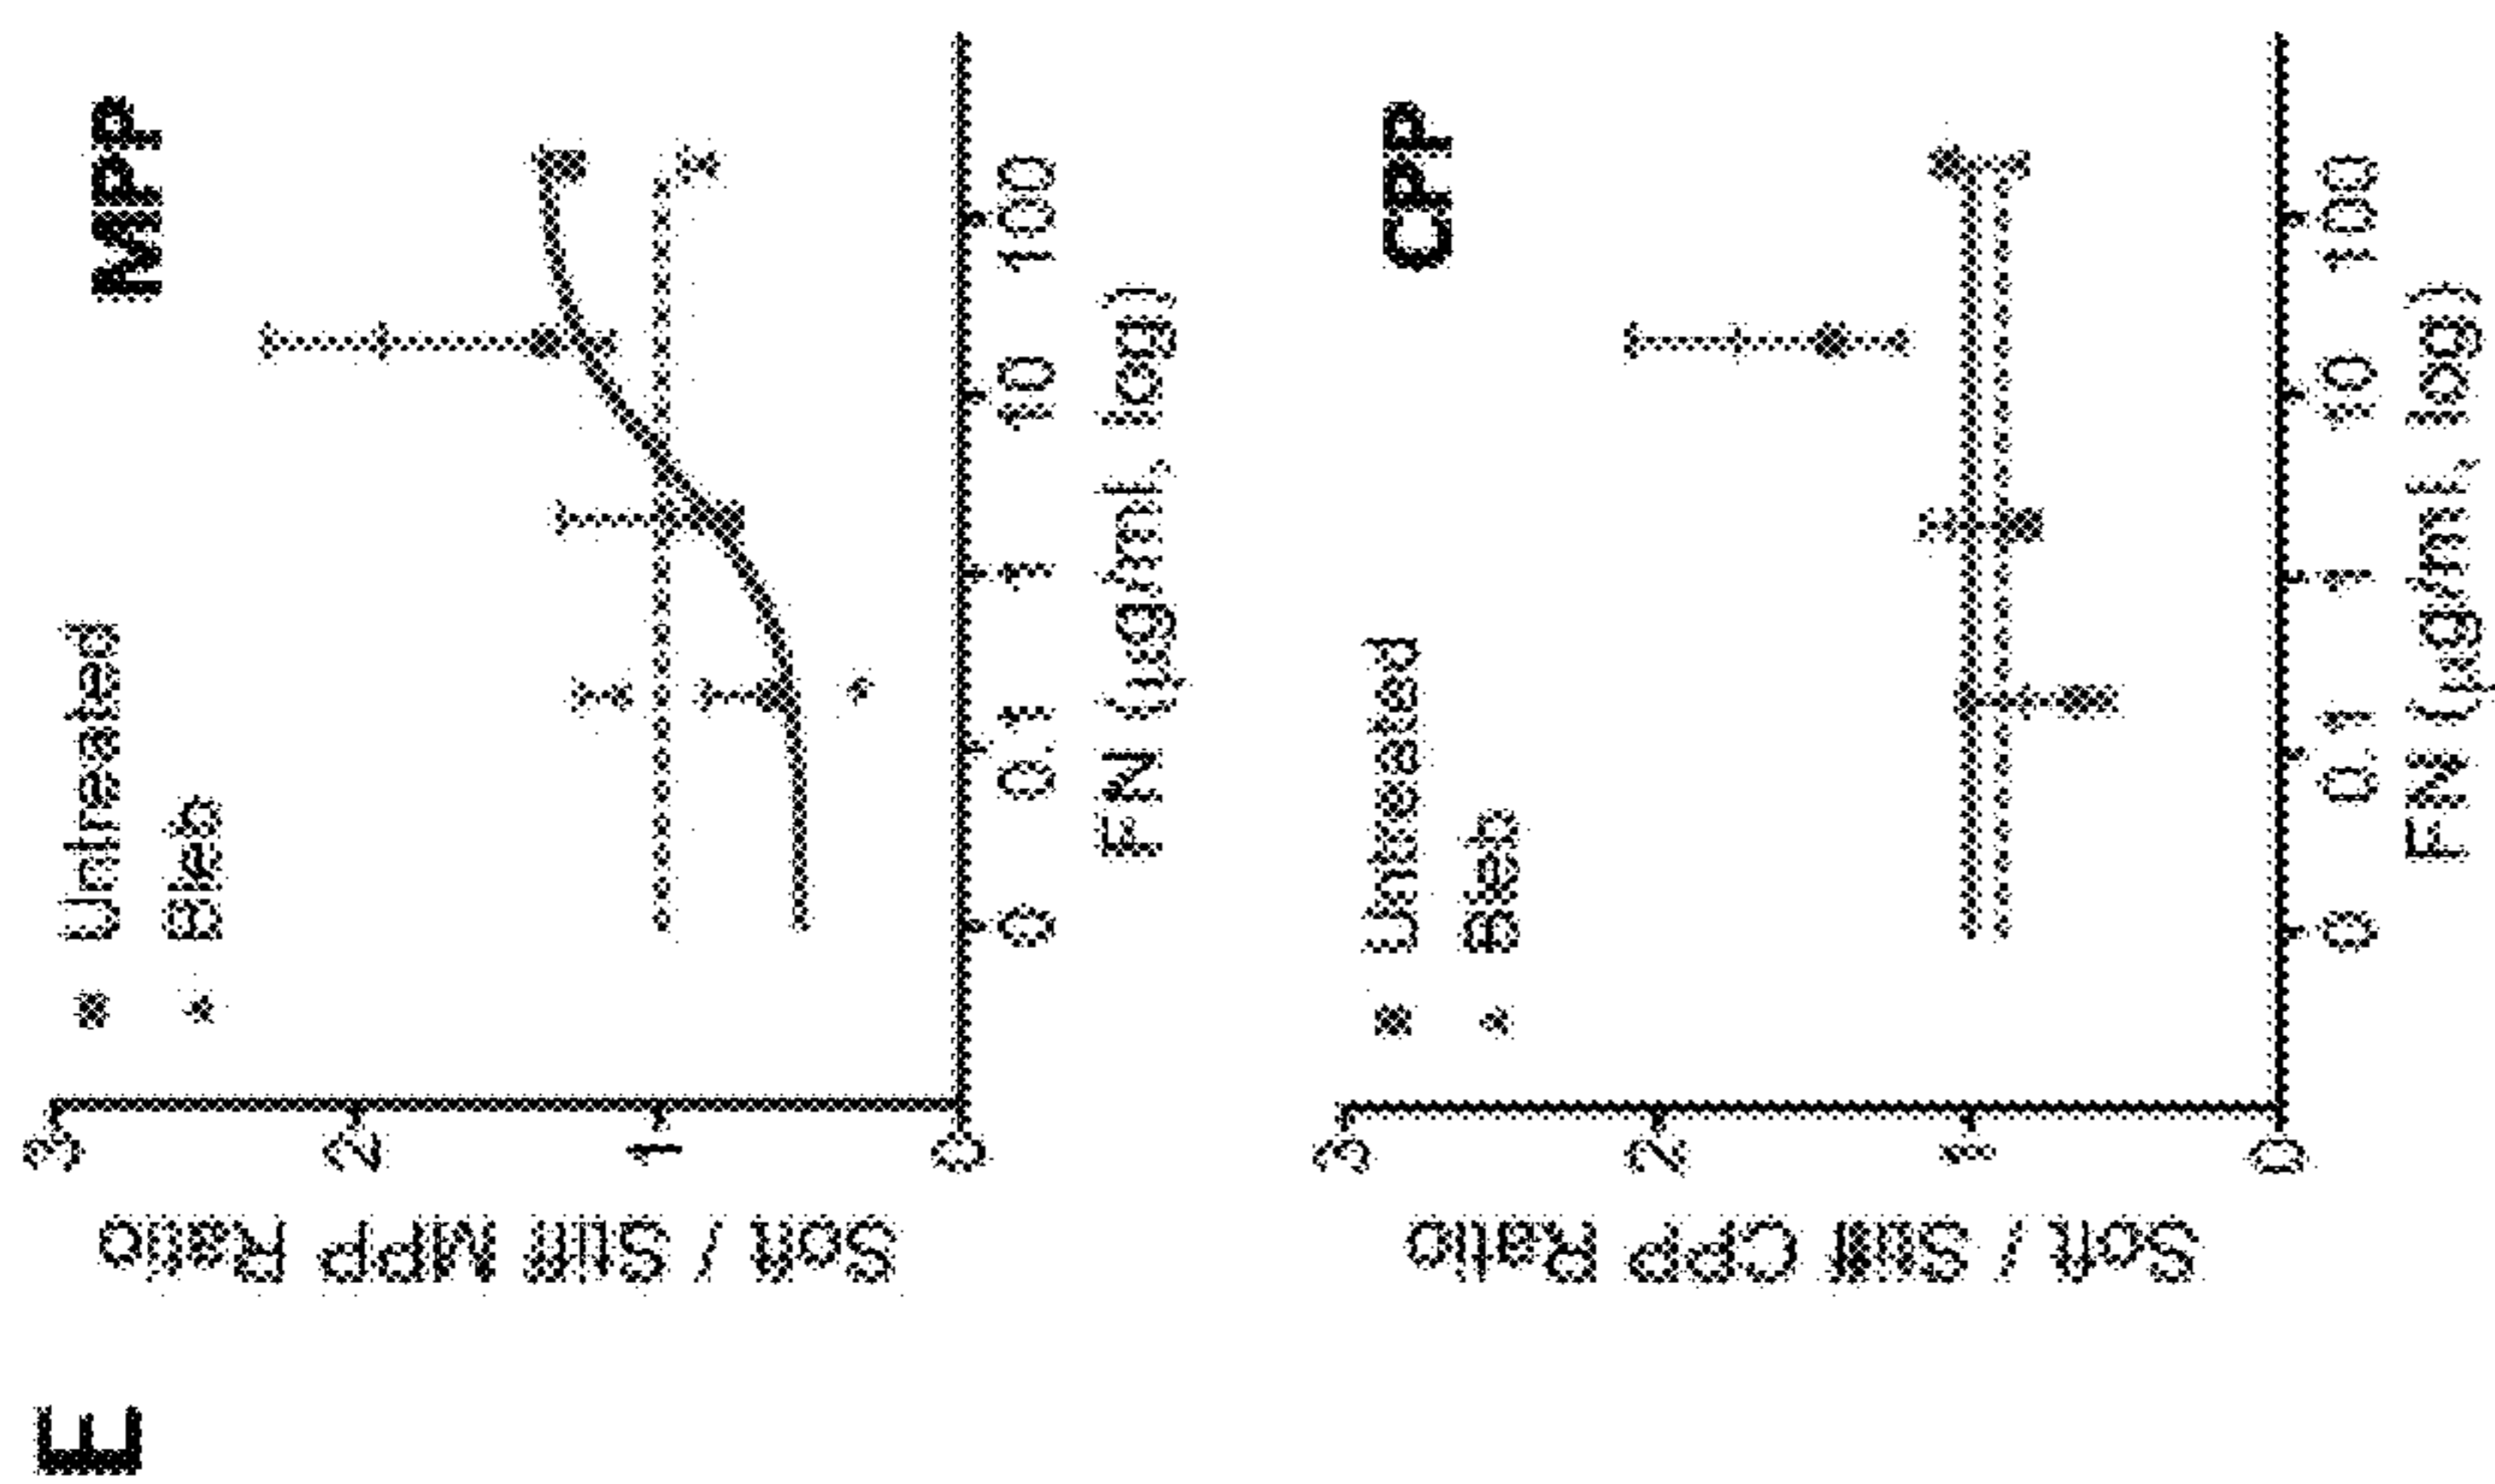 E
MPP
Untreated
Bleb
3
2
1
0
Soft / Stiff MPP Ratio
0 0.1 1 10 100
FN (µg/ml, log)
CPP
Untreated
Bleb
3
2
1
0
Soft / Stiff CPP Ratio
0 0.1 1 10 100
FN (µg/ml, log)